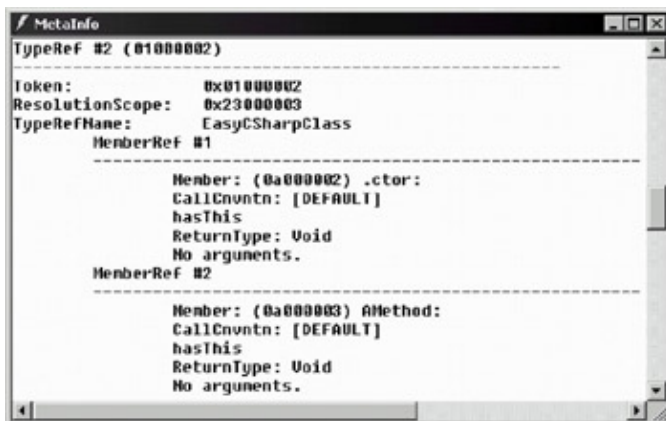 MetaInfo
TypeRef #2 (01000002)
-------------------------------------------------------
Token: 0x01000002
ResolutionScope: 0x23000003
TypeRefName: EasyCSharpClass
MemberRef #1
-------------------------------------------------------
Member: (0a000002) .ctor:
CallCnvntn: [DEFAULT]
hasThis
ReturnType: Void
No arguments.
MemberRef #2
-------------------------------------------------------
Member: (0a000003) AMethod:
CallCnvntn: [DEFAULT]
hasThis
ReturnType: Void
No arguments.